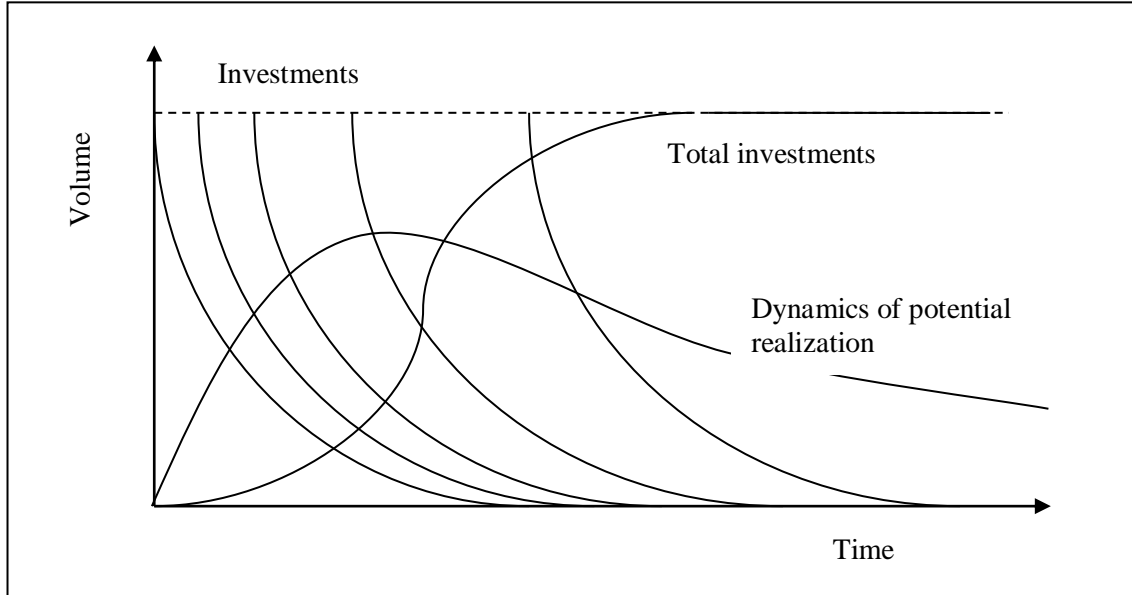 Investments
Volume
Total investments
Dynamics of potential
realization
Time